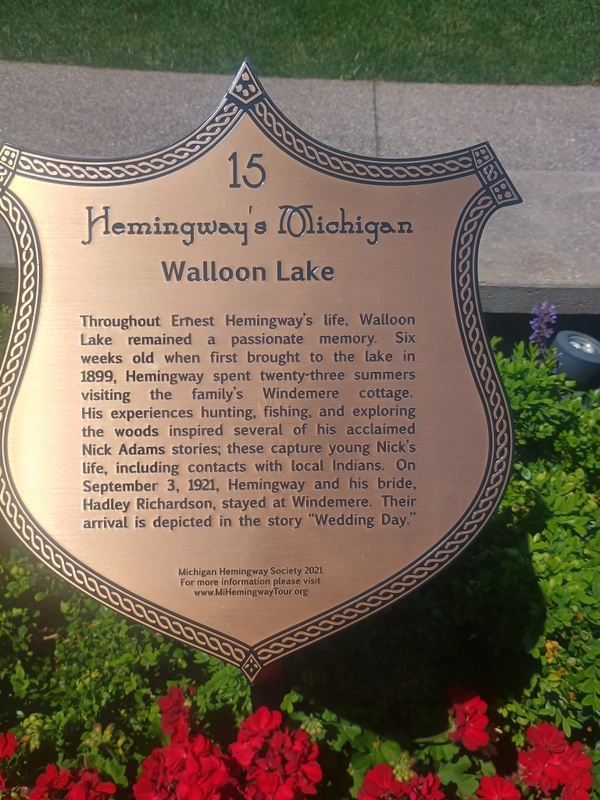 15
Hemingway's Michigan
Walloon Lake
Throughout Ernest Hemingway's life, Walloon
Lake remained a passionate memory. Six
weeks old when first brought to the lake in
1899, Hemingway spent twenty-three summers
visiting the family's Windemere cottage.
His experiences hunting, fishing, and exploring
the woods inspired several of his acclaimed
Nick Adams stories; these capture young Nick's
life, including contacts with local Indians. On
September 3, 1921, Hemingway and his bride,
Hadley Richardson, stayed at Windemere. Their
arrival is depicted in the story “Wedding Day.”
Michigan Hemingway Society 2021
For more information please visit
www.MiHemingwayTour.org